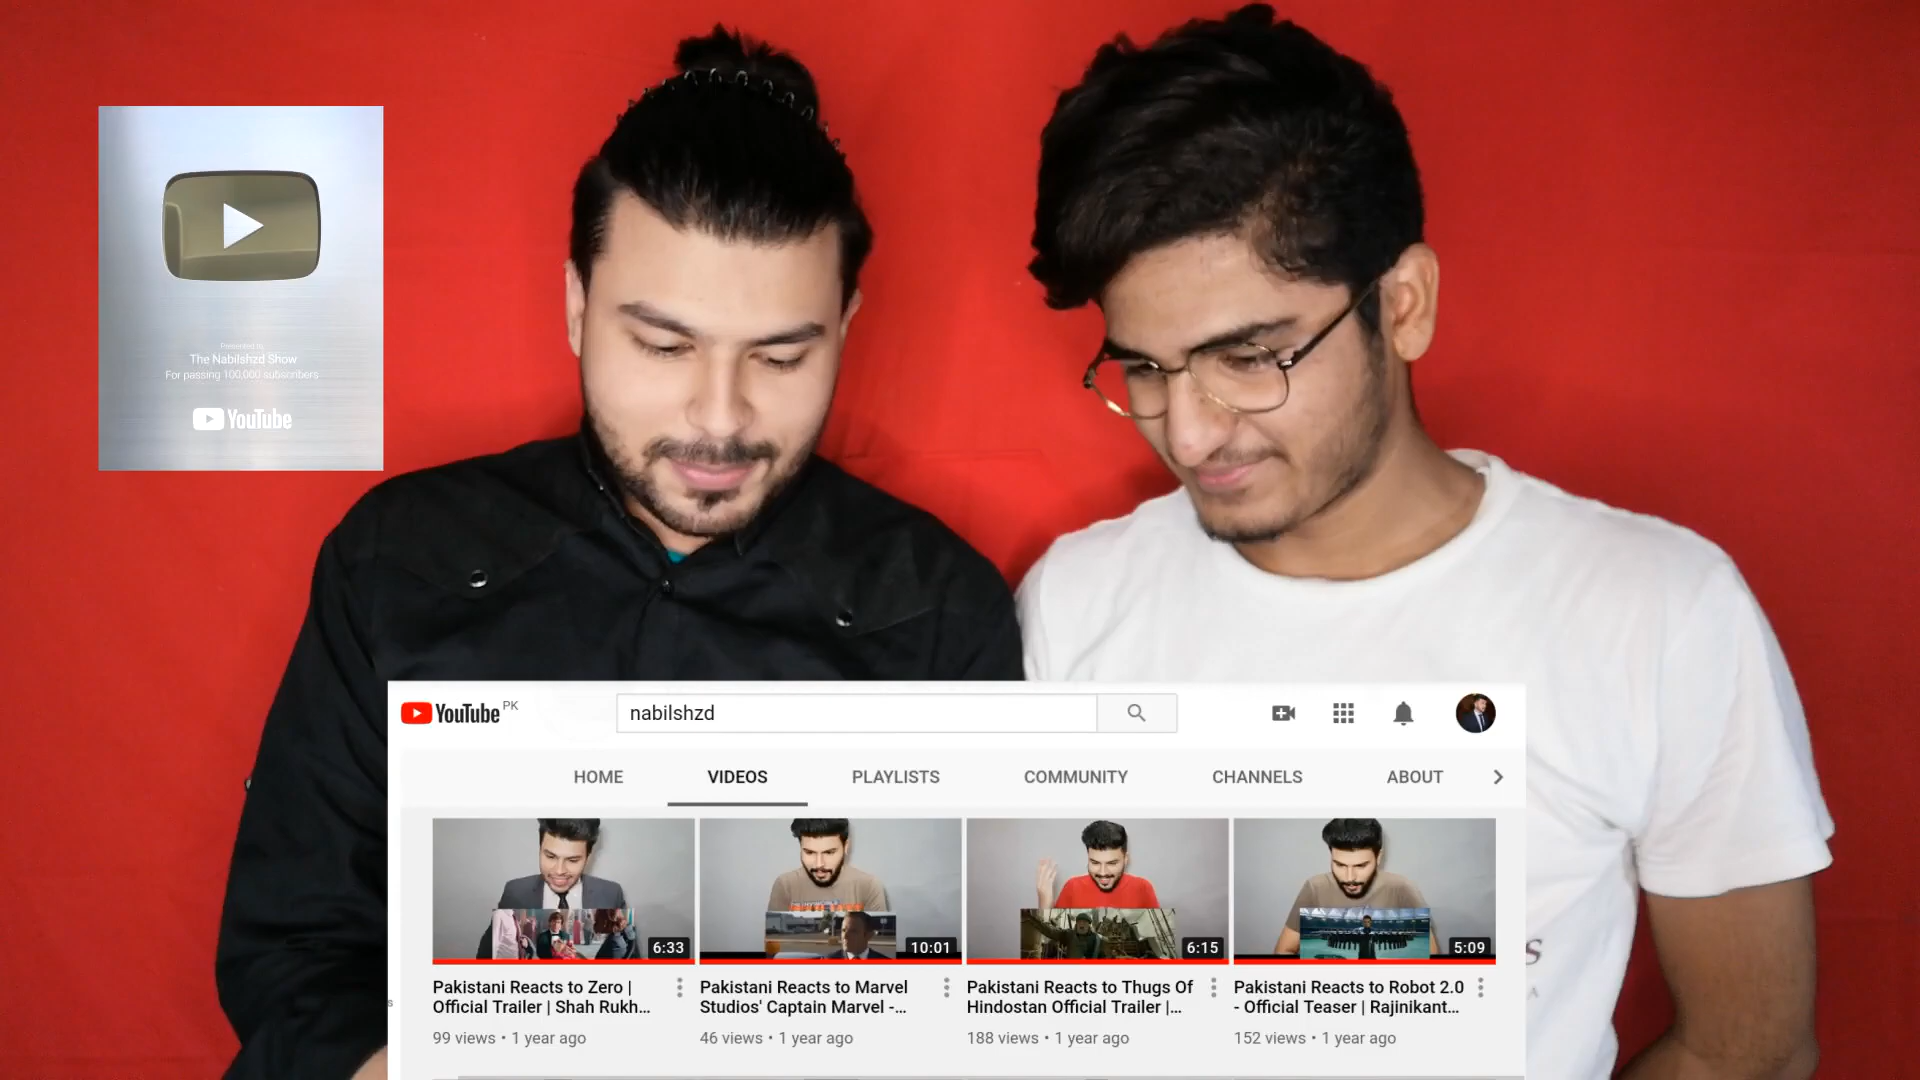 Presented to
The Nabilshzd Show
For passing 100,000 subscribers
YouTube
YouTube PK
nabilshzd
HOME VIDEOS PLAYLISTS COMMUNITY CHANNELS ABOUT
6:33 10:01 6:15 5:09
Pakistani Reacts to Zero |
Official Trailer | Shah Rukh...
99 views • 1 year ago
Pakistani Reacts to Marvel
Studios' Captain Marvel -...
46 views • 1 year ago
Pakistani Reacts to Thugs Of
Hindostan Official Trailer |...
188 views • 1 year ago
Pakistani Reacts to Robot 2.0
- Official Teaser | Rajinikant...
152 views • 1 year ago